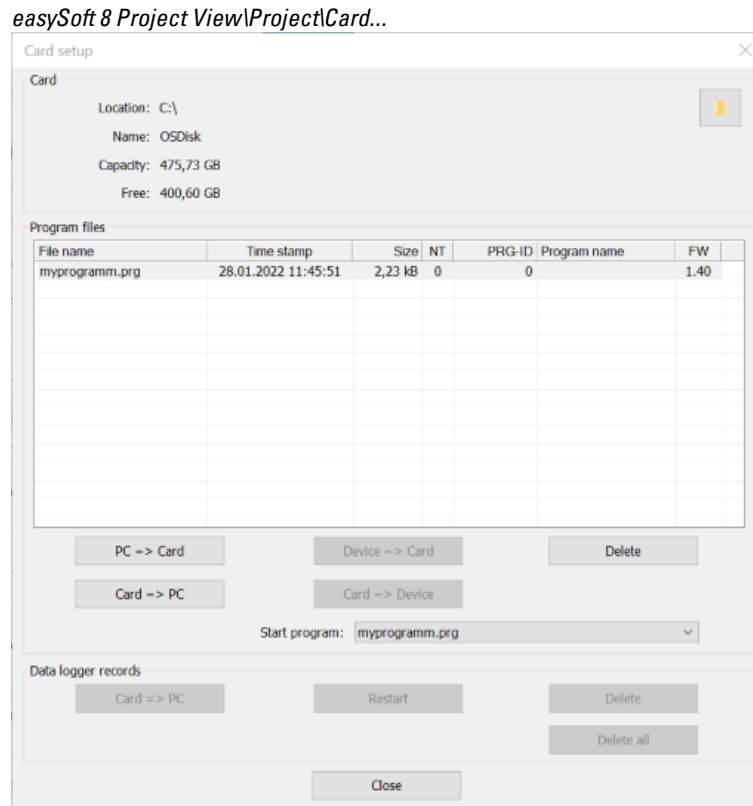 easySoft 8 Project View\Project\Card...
Card setup
Card
Location: C:\
Name: OSDisk
Capacity: 475,73 GB
Free: 400,60 GB
Program files
File name Time stamp Size NT PRG-ID Program name FW
myprogramm.prg 28.01.2022 11:45:51 2,23 kB 0 0 1.40
PC => Card Device => Card Delete
Card => PC Card => Device
Start program: myprogramm.prg
Data logger records
Card => PC Restart Delete
Delete all
Close